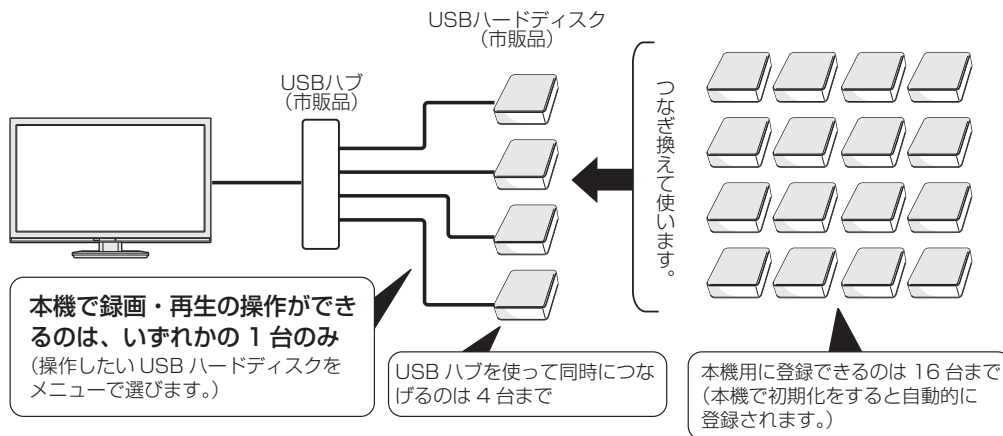 USBハードディスク
（市販品）
USBハブ
（市販品）
つなぎ換えて使います。
本機で録画・再生の操作ができ
るのは、いずれかの 1 台のみ
（操作したい USB ハードディスクを
メニューで選びます。）
USB ハブを使って同時につな
げるのは 4 台まで
本機用に登録できるのは 16 台まで
（本機で初期化をすると自動的に
登録されます。）